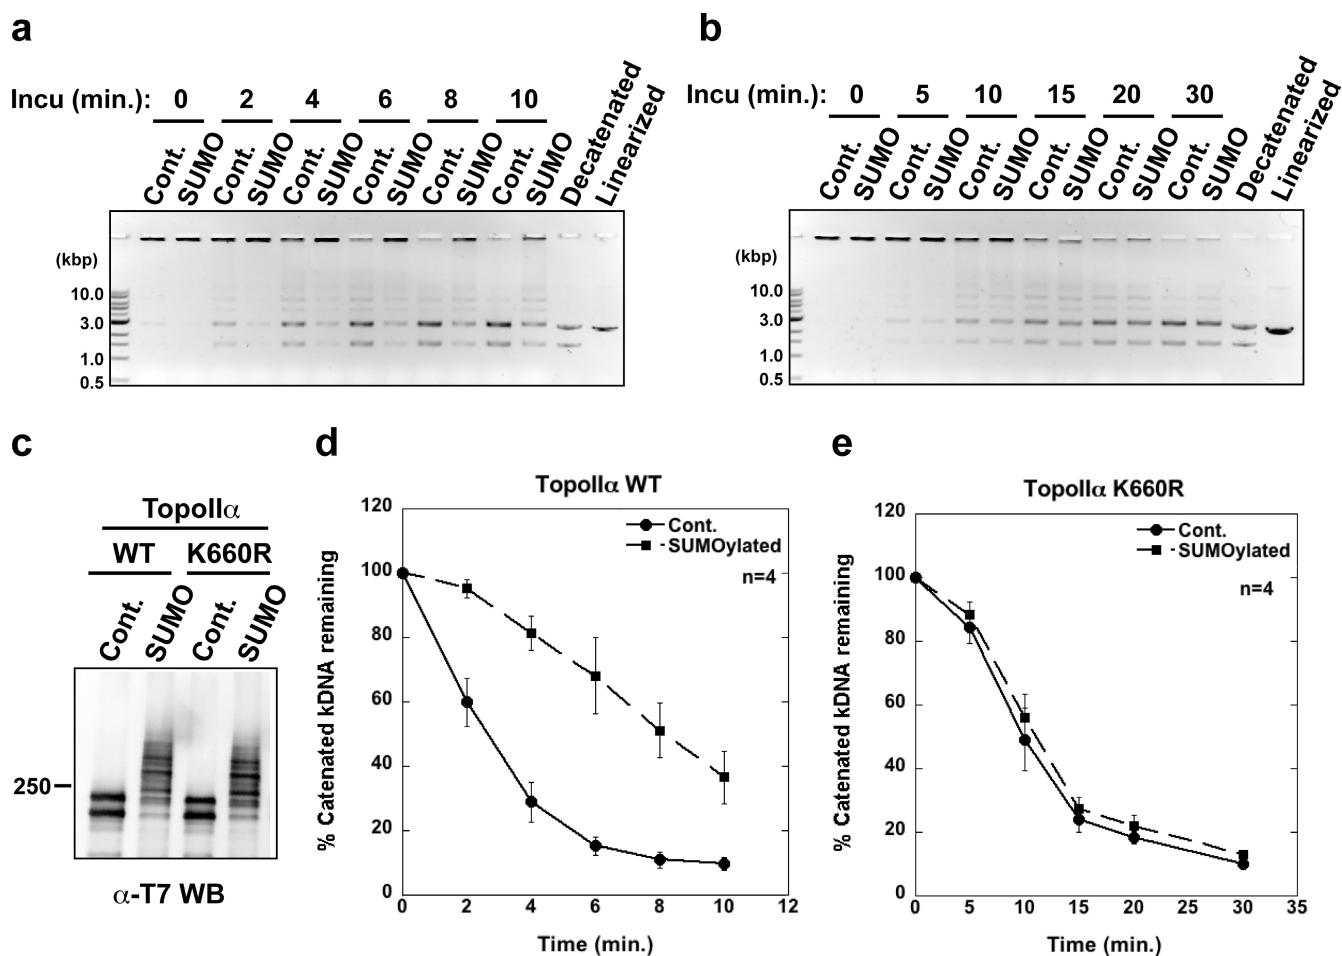 a
Incu (min.): 0 2 4 6 8 10
Cont. SUMO Cont. SUMO Cont. SUMO Cont. SUMO Cont. SUMO Cont. SUMO Decatenated Linearized
(kbp)
10.0
3.0
1.0
0.5
b
Incu (min.): 0 5 10 15 20 30
Cont. SUMO Cont. SUMO Cont. SUMO Cont. SUMO Cont. SUMO Cont. SUMO Decatenated Linearized
(kbp)
10.0
3.0
1.0
0.5
c
TopoIIα
WT K660R
Cont. SUMO Cont. SUMO
250
α-T7 WB
d
TopoIIα WT
Cont.
SUMOylated
n=4
% Catenated kDNA remaining
120
100
80
60
40
20
0
0 2 4 6 8 10 12
Time (min.)
e
TopoIIα K660R
Cont.
SUMOylated
n=4
% Catenated kDNA remaining
120
100
80
60
40
20
0
0 5 10 15 20 25 30 35
Time (min.)